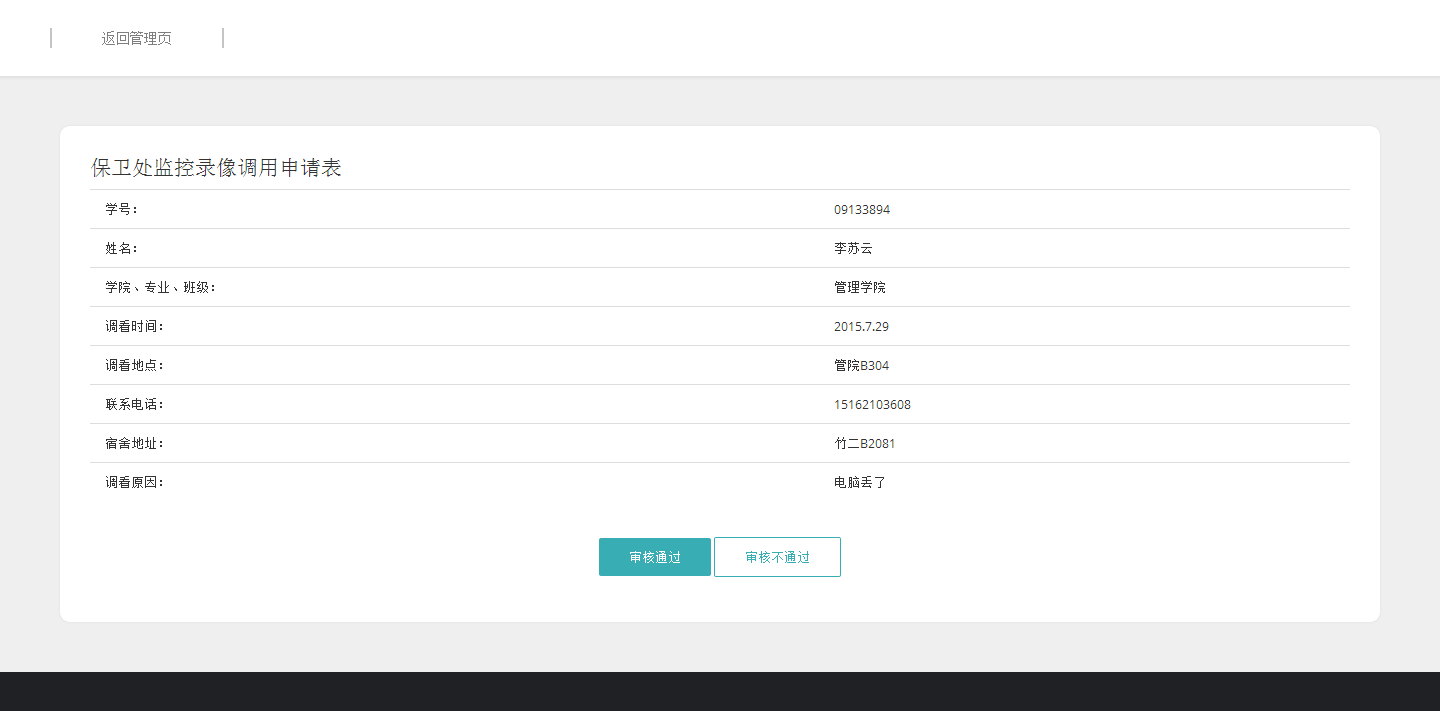 返回管理页
保卫处监控录像调用申请表
学号： 09133894
姓名： 李苏云
学院、专业、班级： 管理学院
调看时间： 2015.7.29
调看地点： 管院B304
联系电话： 15162103608
宿舍地址： 竹二B2081
调看原因： 电脑丢了
审核通过 审核不通过